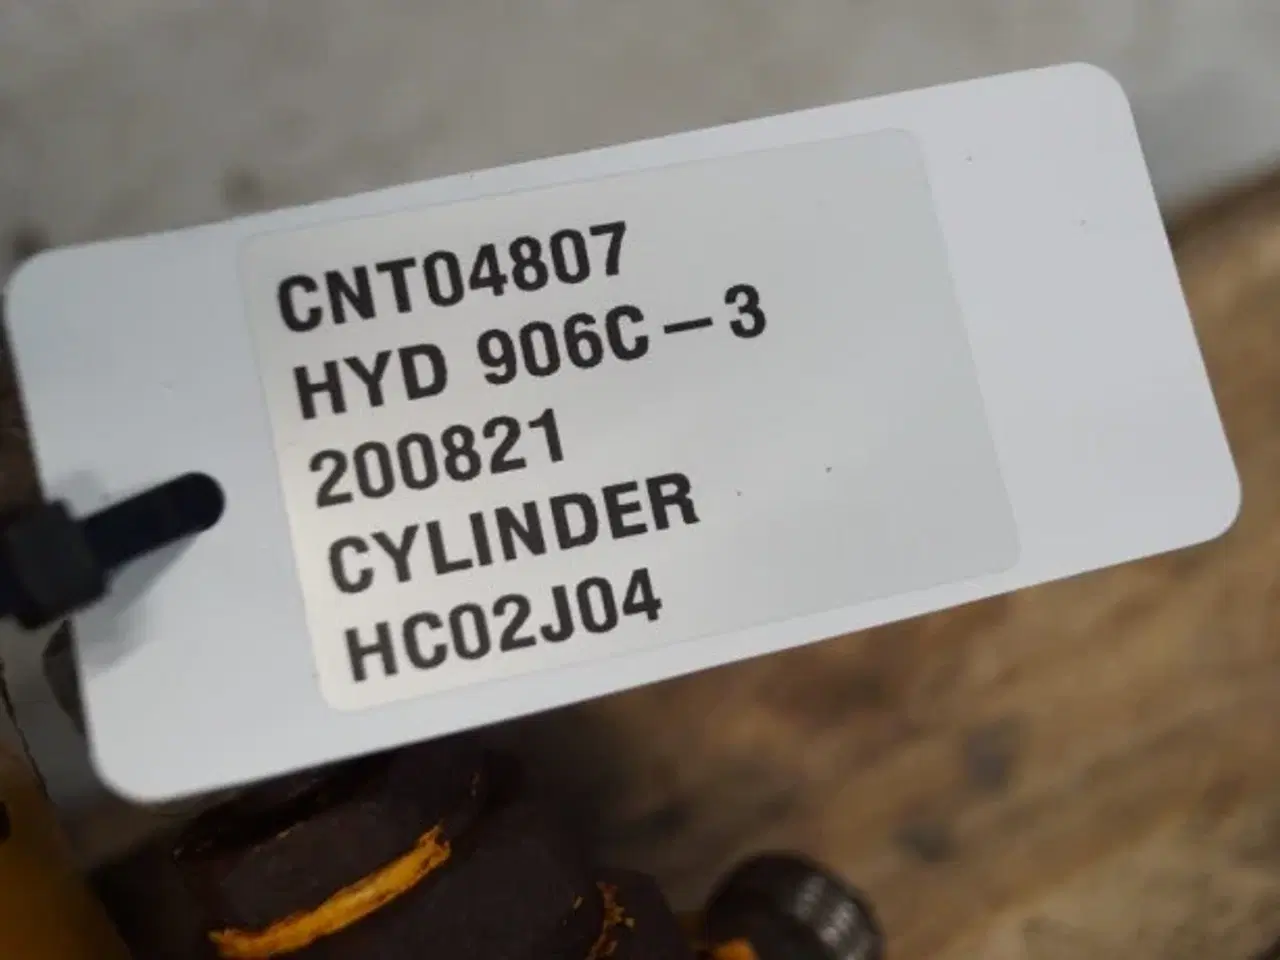 CNT04807
HYD 906C-3
200821
CYLINDER
HC02J04